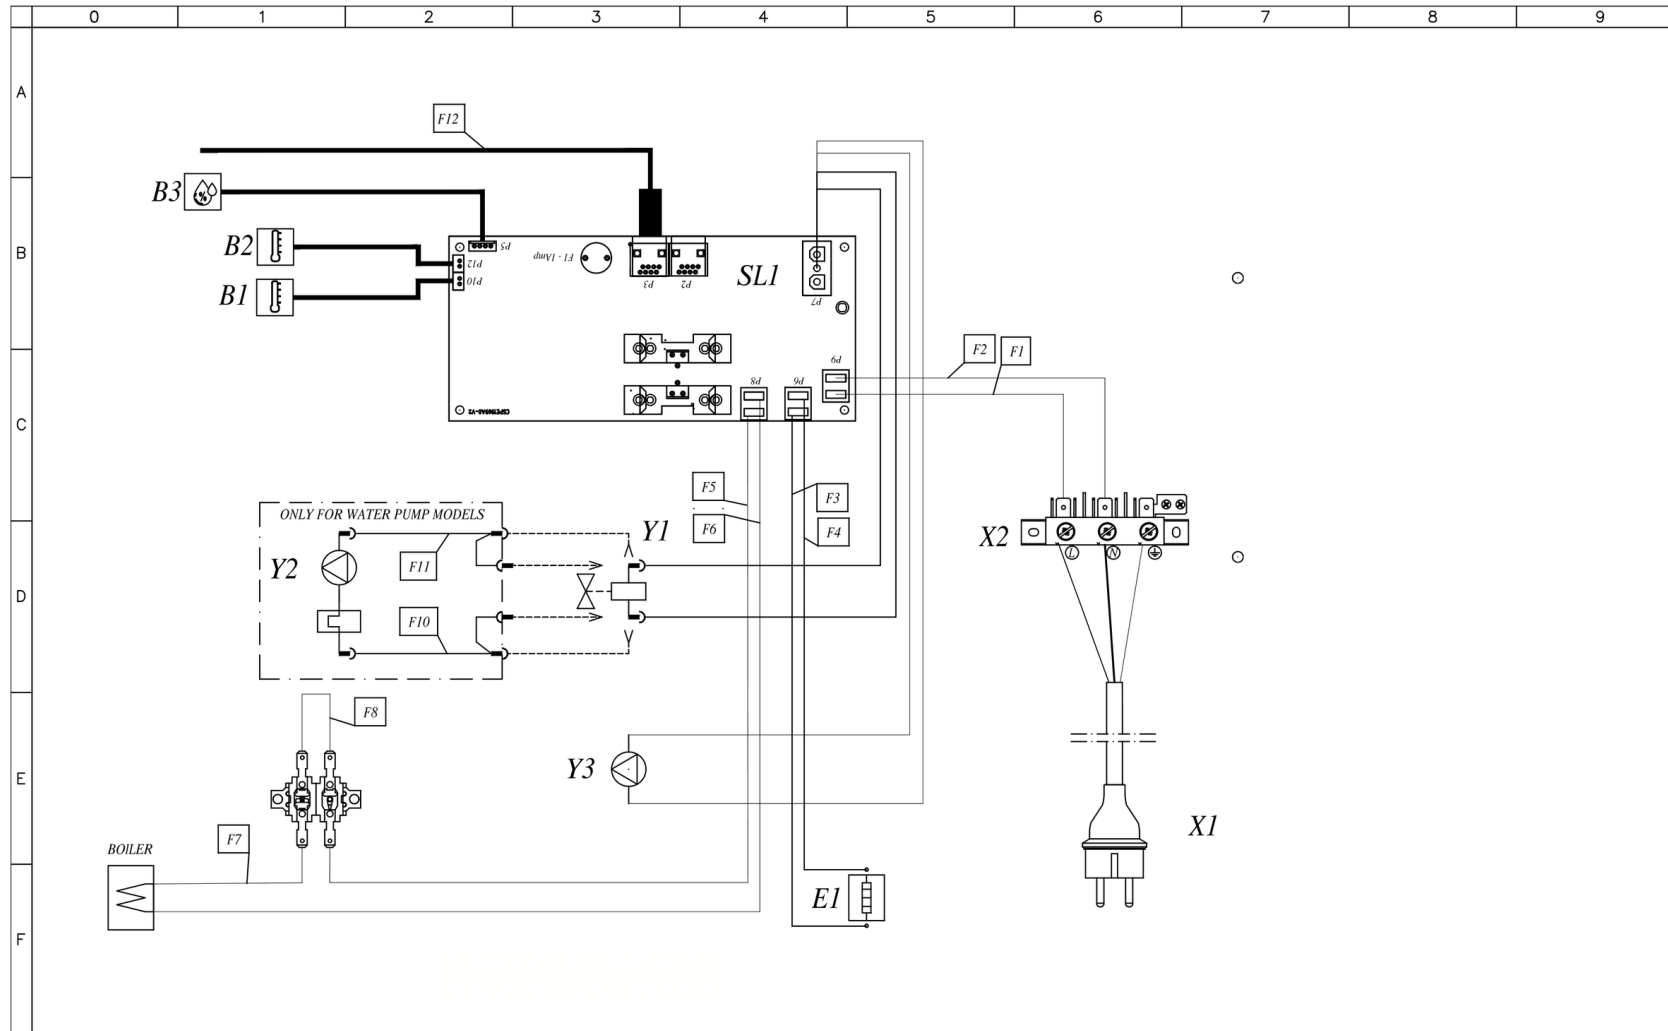 0 1 2 3 4 5 6 7 8 9
A
F12
B3
B
B2
P5
P12
F1 - 1Amp
P3
P2
SL1
P7
B1
P10
F2
F1
P9
P8
P6
C
F5
F3
ONLY FOR WATER PUMP MODELS
F6
F4
Y1
X2
L
N
Y2
F11
D
F10
F8
Y3
E
X1
F7
BOILER
E1
F